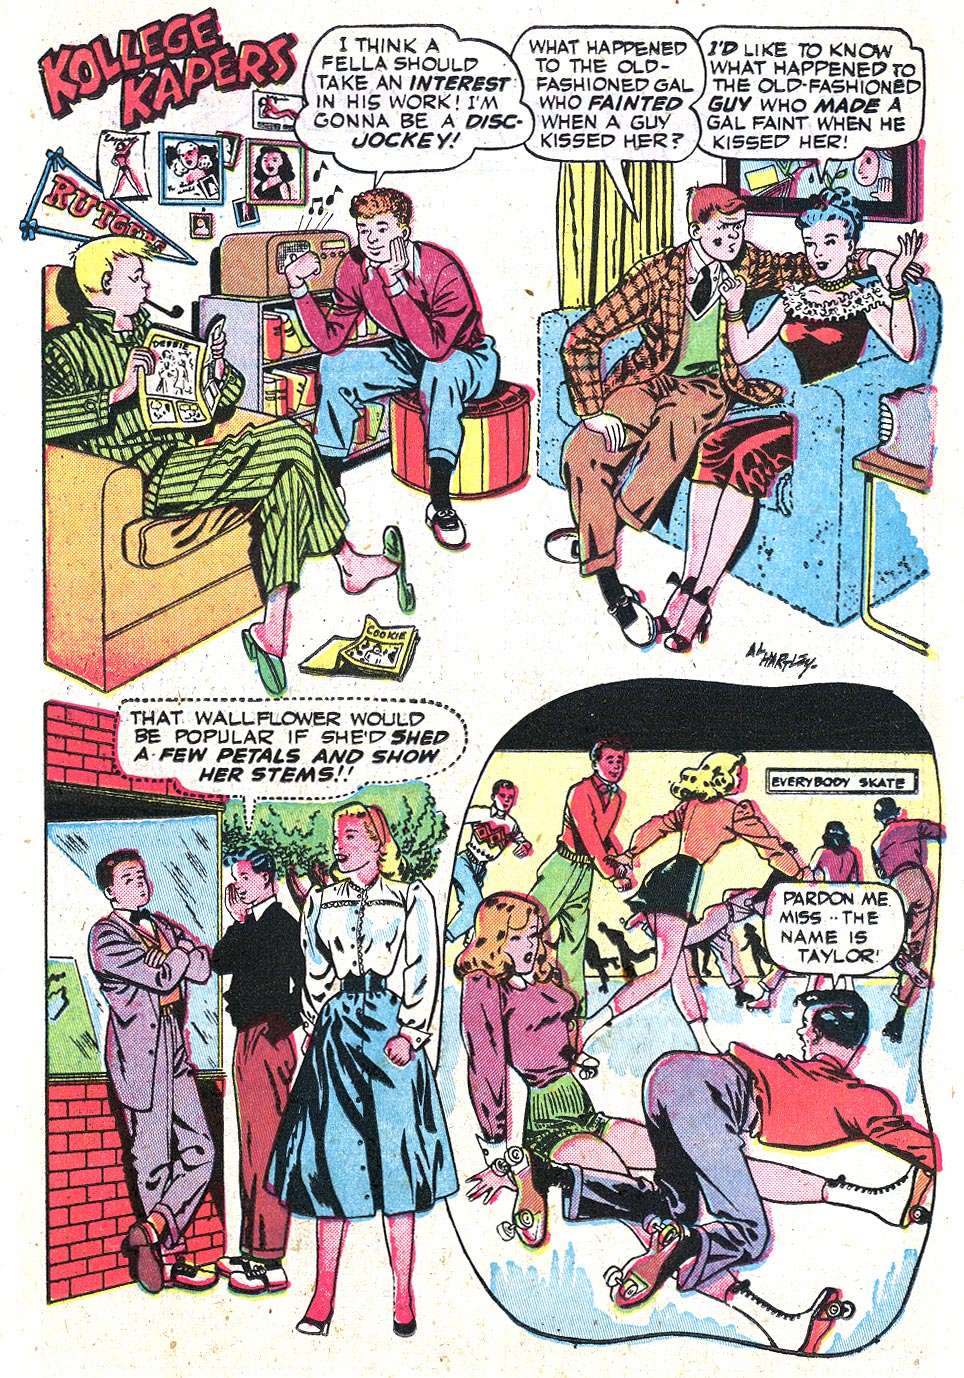 KOLLEGE
KAPERS
I THINK A
FELLA SHOULD
TAKE AN INTEREST
IN HIS WORK! I'M
GONNA BE A DISC-
JOCKEY!
WHAT HAPPENED
TO THE OLD-
FASHIONED GAL
WHO FAINTED
WHEN A GUY
KISSED HER?
I'D LIKE TO KNOW
WHAT HAPPENED TO
THE OLD-FASHIONED
GUY WHO MADE A
GAL FAINT WHEN HE
KISSED HER!
RUTGERS
DEBBIE
COOKIE
AL
HARTLEY.
THAT WALLFLOWER WOULD
BE POPULAR IF SHE'D SHED
A FEW PETALS AND SHOW
HER STEMS!!
EVERYBODY SKATE
PARDON ME,
MISS ·· THE
NAME IS
TAYLOR!